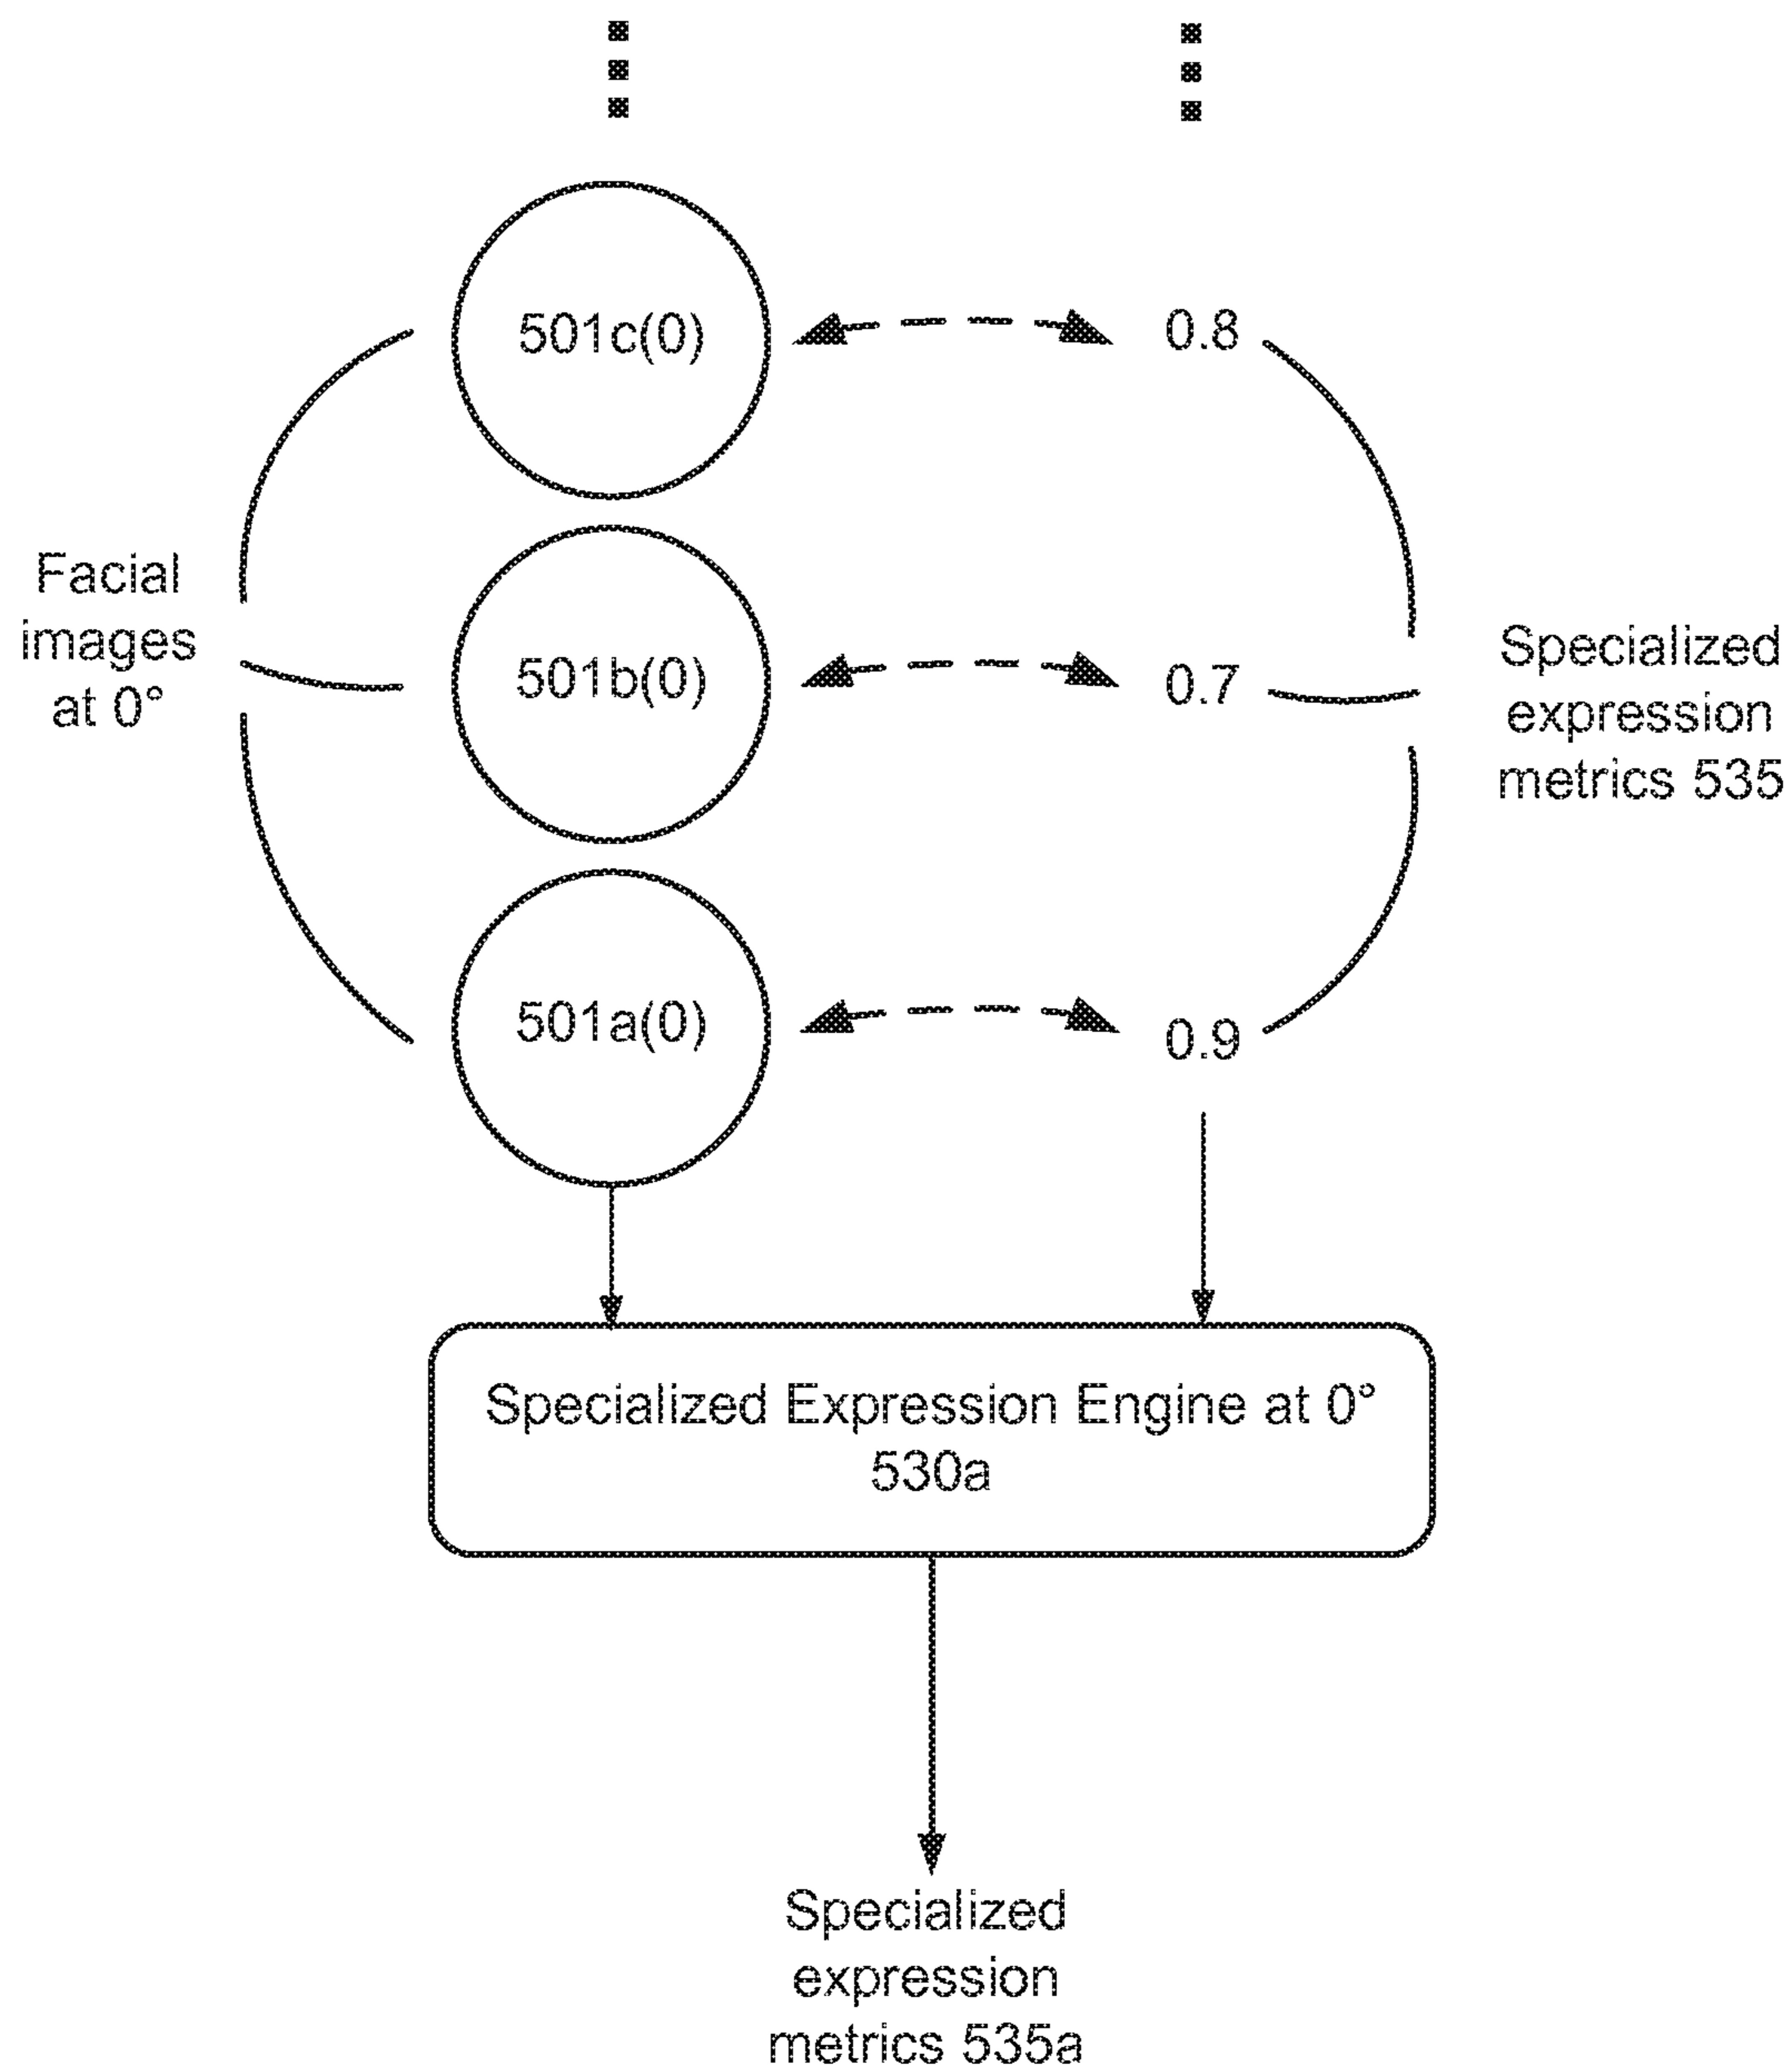 501c(0)
0.8
Facial
images
at 0°
501b(0)
0.7
Specialized
expression
metrics 535
501a(0)
0.9
Specialized Expression Engine at 0°
530a
Specialized
expression
metrics 535a